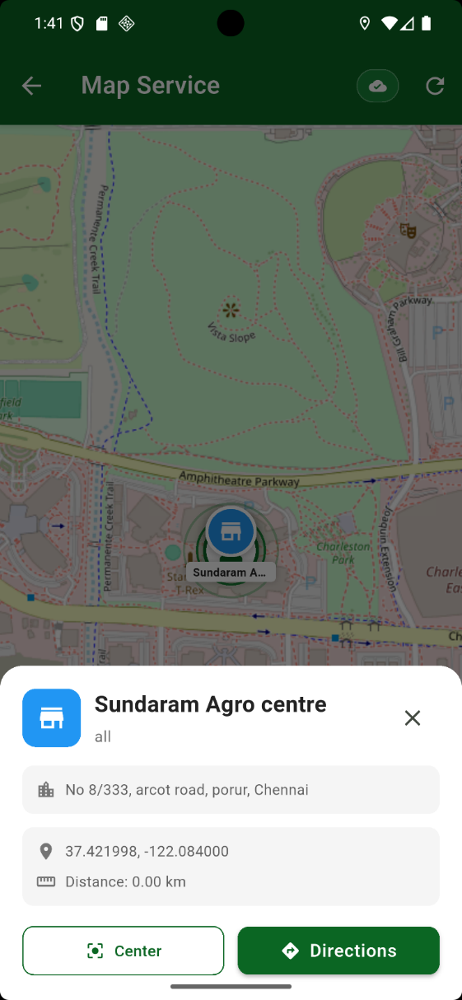 1:41
Map Service
Permanente Creek Trail
Vista Slope
Bill Graham Parkway
P
P
field
rk
Amphitheatre Parkway
Permanente Creek Trail
Joaquin Extension
Charleston
Park
Sundaram A...
Sta
T-Rex
P
Charle
Eas
Ch
ail
Sundaram Agro centre
all
No 8/333, arcot road, porur, Chennai
37.421998, -122.084000
Distance: 0.00 km
Center
Directions